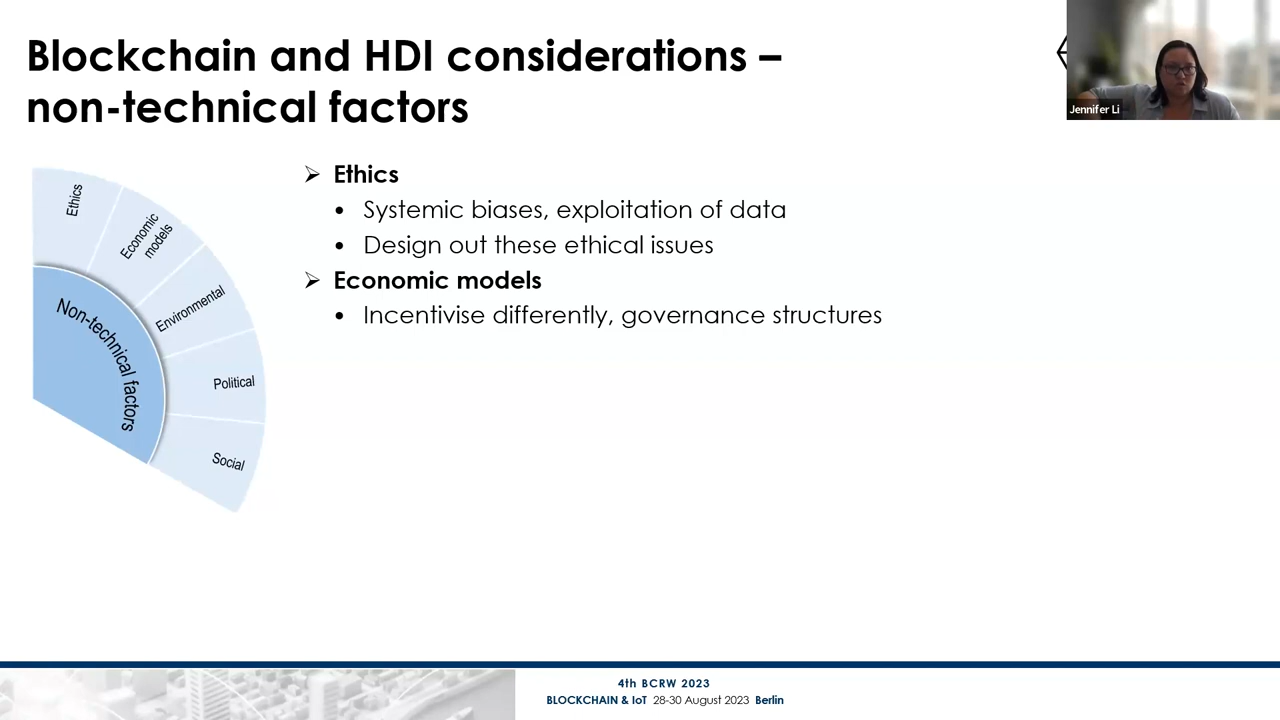 Blockchain and HDI considerations –
non-technical factors
Jennifer Li
➢ Ethics
• Systemic biases, exploitation of data
• Design out these ethical issues
➢ Economic models
• Incentivise differently, governance structures
Ethics
Economic
models
Environmental
Political
Social
Non-technical factors
4th BCRW 2023
BLOCKCHAIN & IoT 28-30 August 2023 Berlin